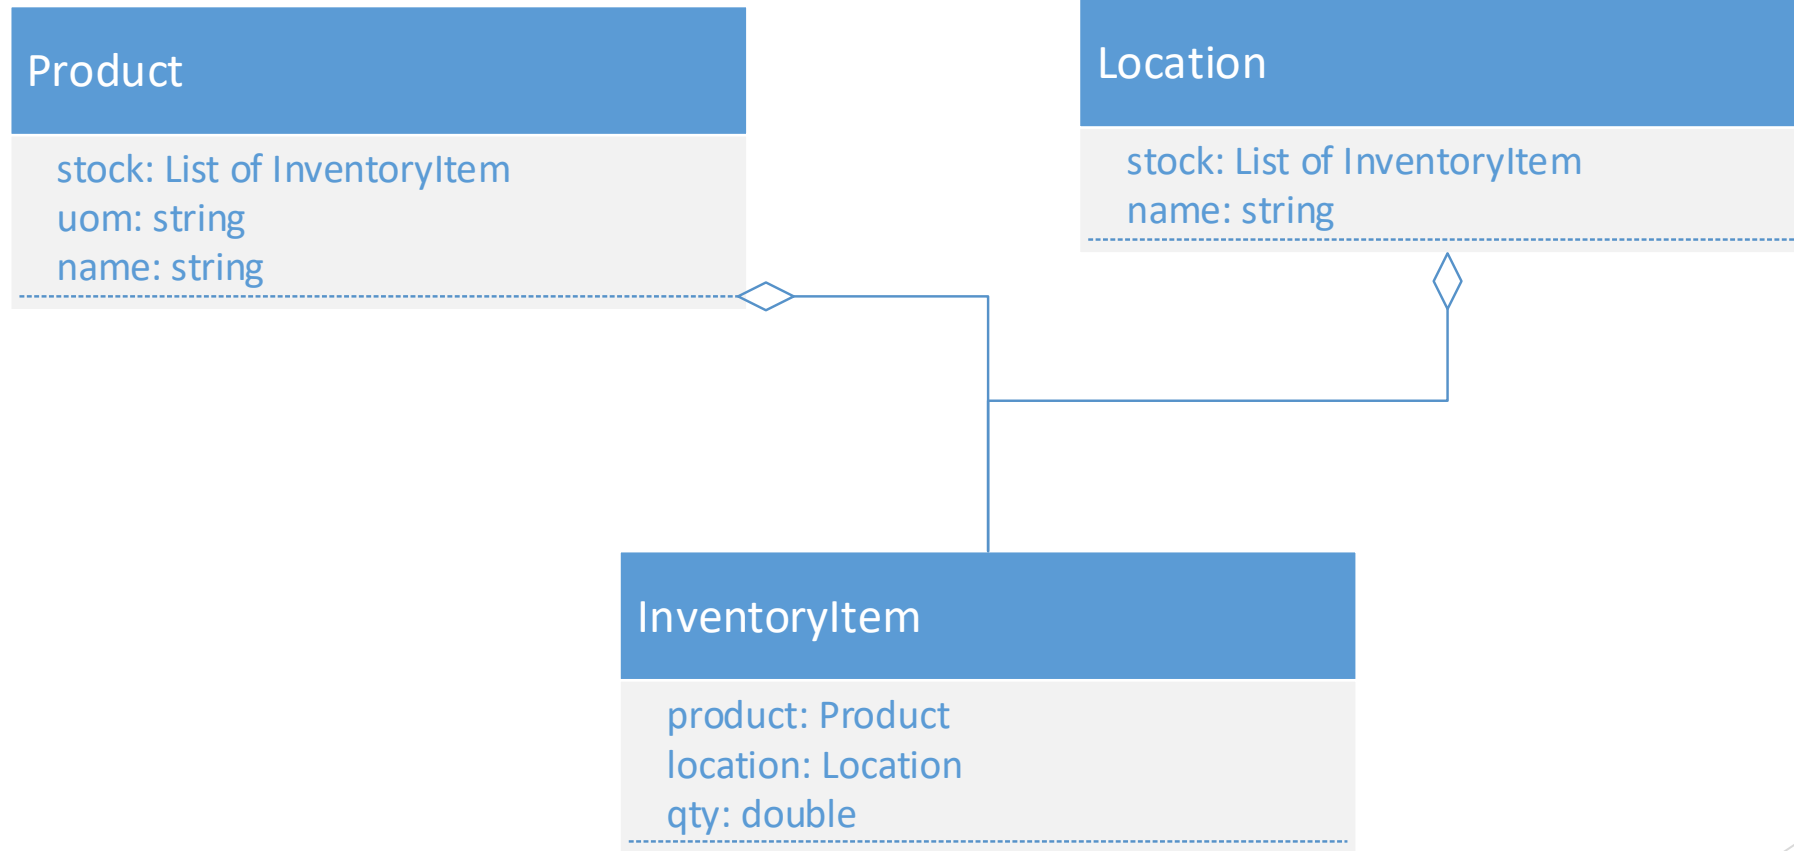 Product
stock: List of InventoryItem
uom: string
name: string
Location
stock: List of InventoryItem
name: string
InventoryItem
product: Product
location: Location
qty: double